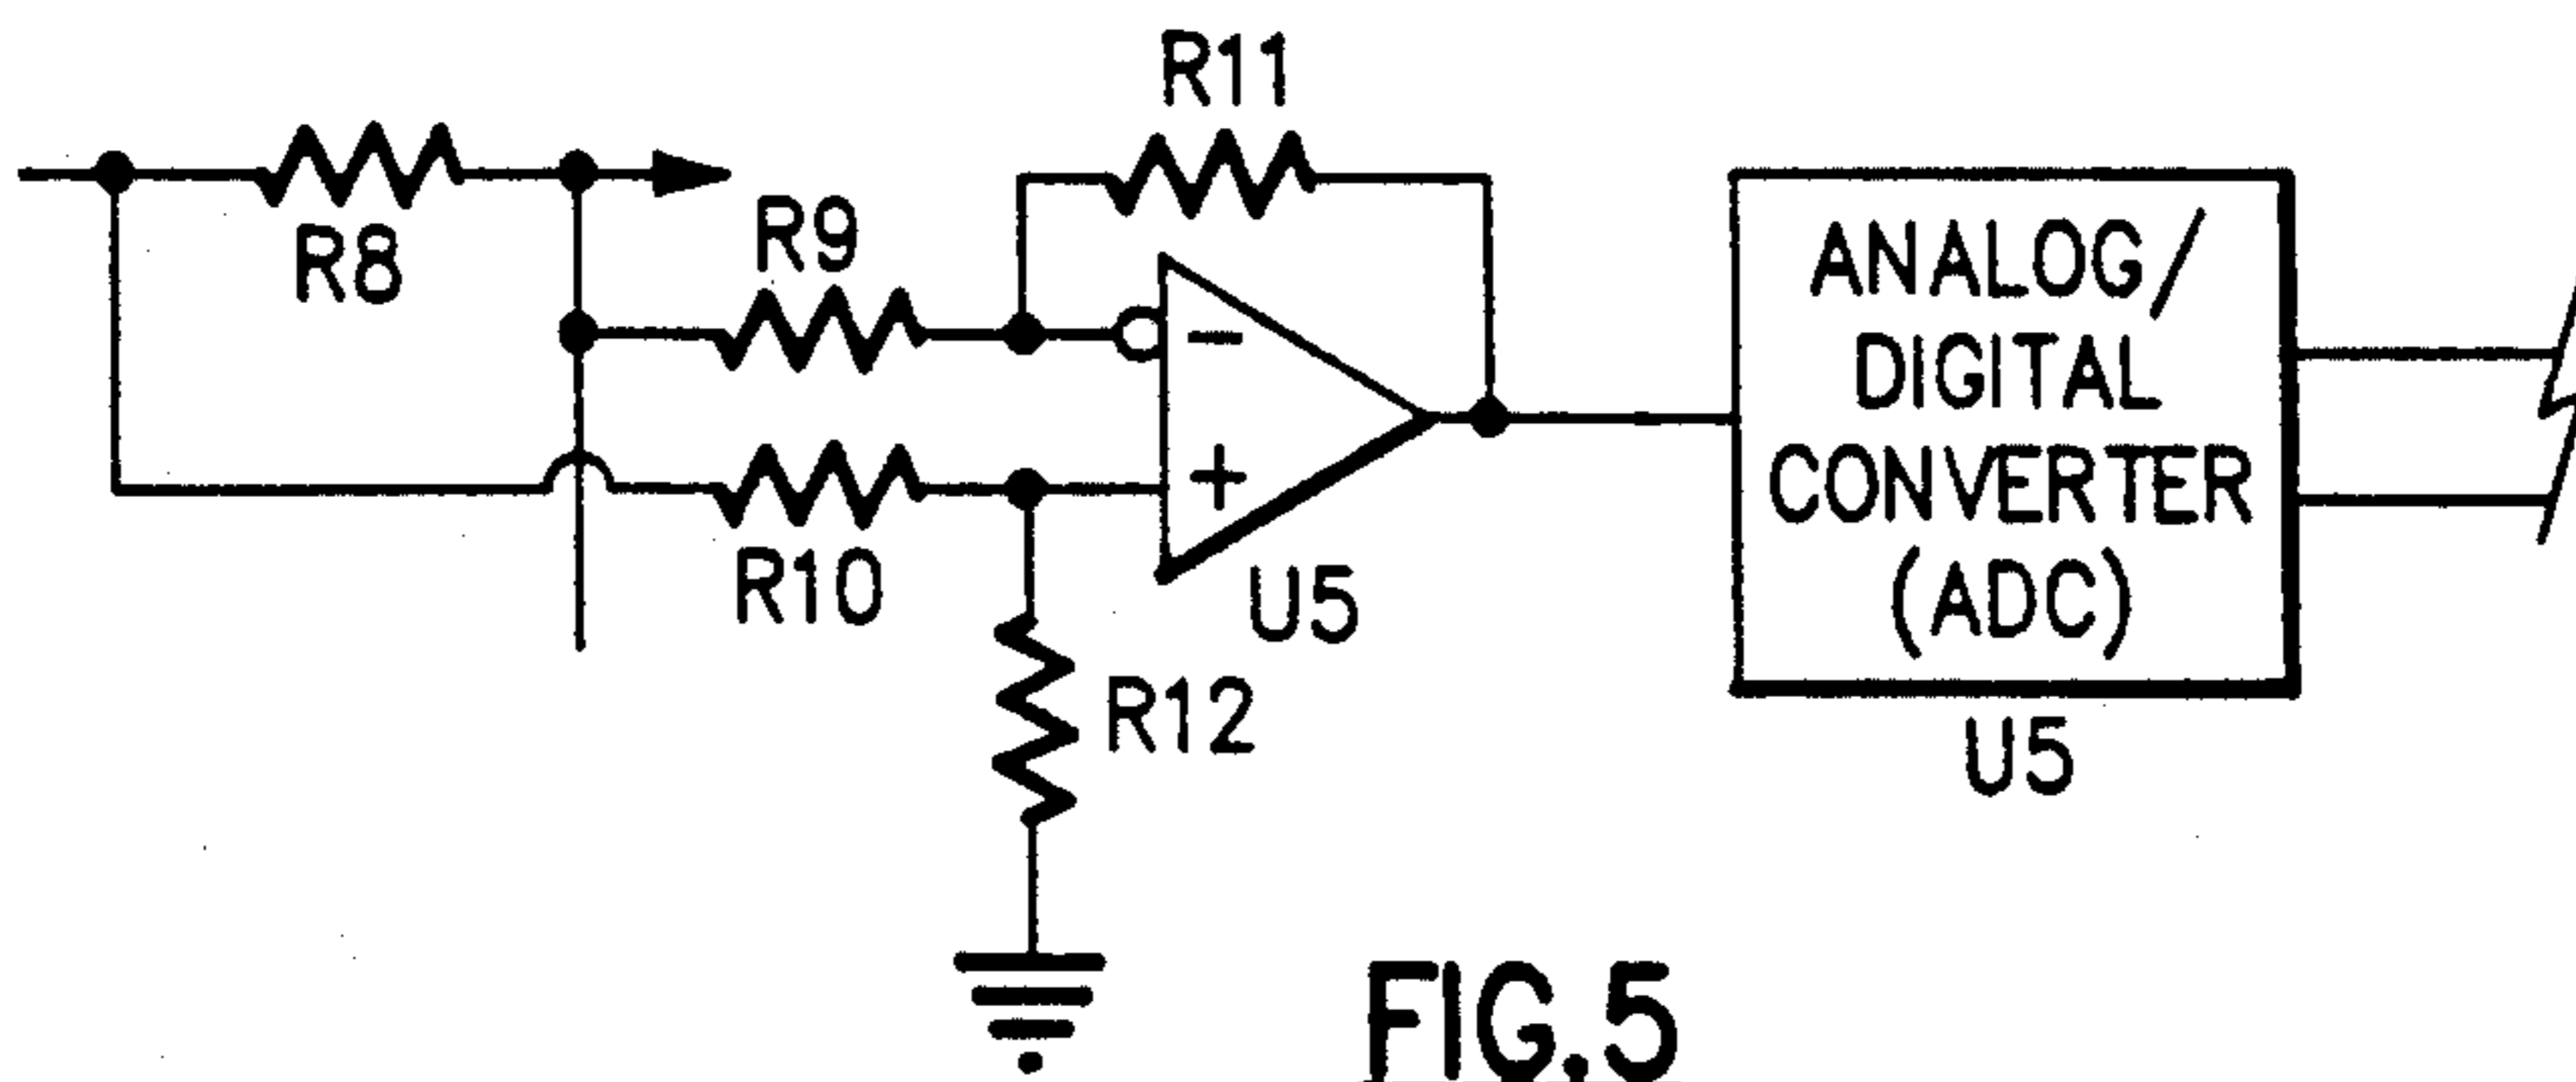 R11
R8
R9
-
+
R10
U5
R12
ANALOG/
DIGITAL
CONVERTER
(ADC)
U5
FIG.5